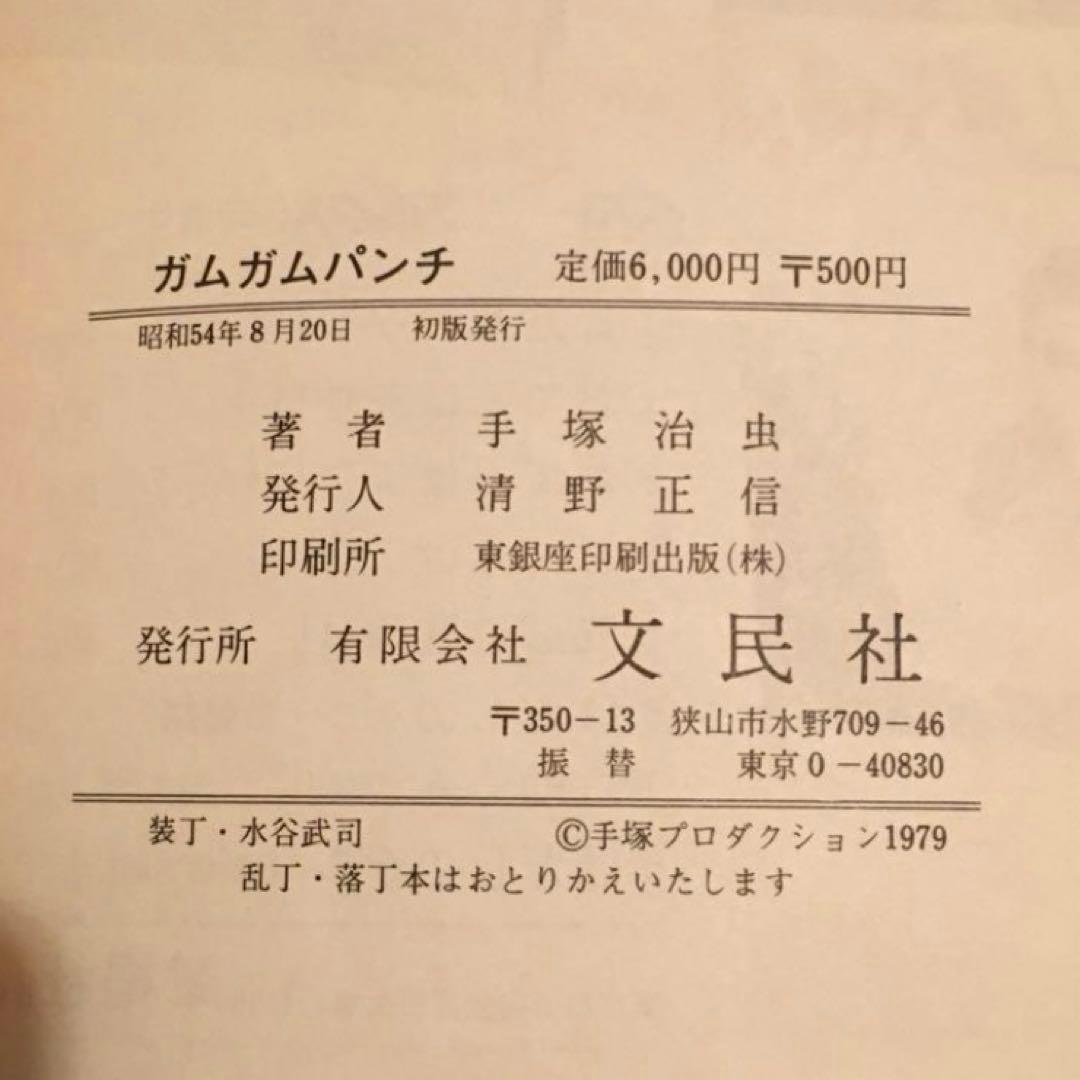 ガムガムパンチ 定価6,000円 〒500円
昭和54年8月20日 初版発行
著者 手塚治虫
発行人 清野正信
印刷所 東銀座印刷出版(株)
発行所 有限会社 文民社
〒350-13 狭山市水野709-46
振替 東京0-40830
装丁・水谷武司 ©手塚プロダクション1979
乱丁・落丁本はおとりかえいたします